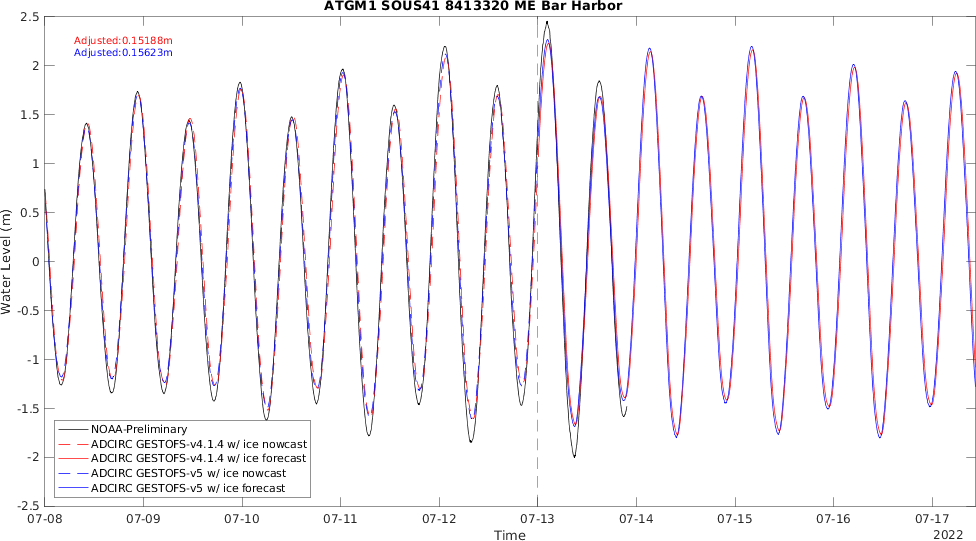 ATGM1 SOUS41 8413320 ME Bar Harbor
Adjusted:0.15188m
Adjusted:0.15623m
2.5
2
1.5
1
0.5
0
-0.5
-1
-1.5
-2
-2.5
Water Level (m)
NOAA-Preliminary
ADCIRC GESTOFS-v4.1.4 w/ ice nowcast
ADCIRC GESTOFS-v4.1.4 w/ ice forecast
ADCIRC GESTOFS-v5 w/ ice nowcast
ADCIRC GESTOFS-v5 w/ ice forecast
07-08 07-09 07-10 07-11 07-12 07-13 07-14 07-15 07-16 07-17
Time
2022